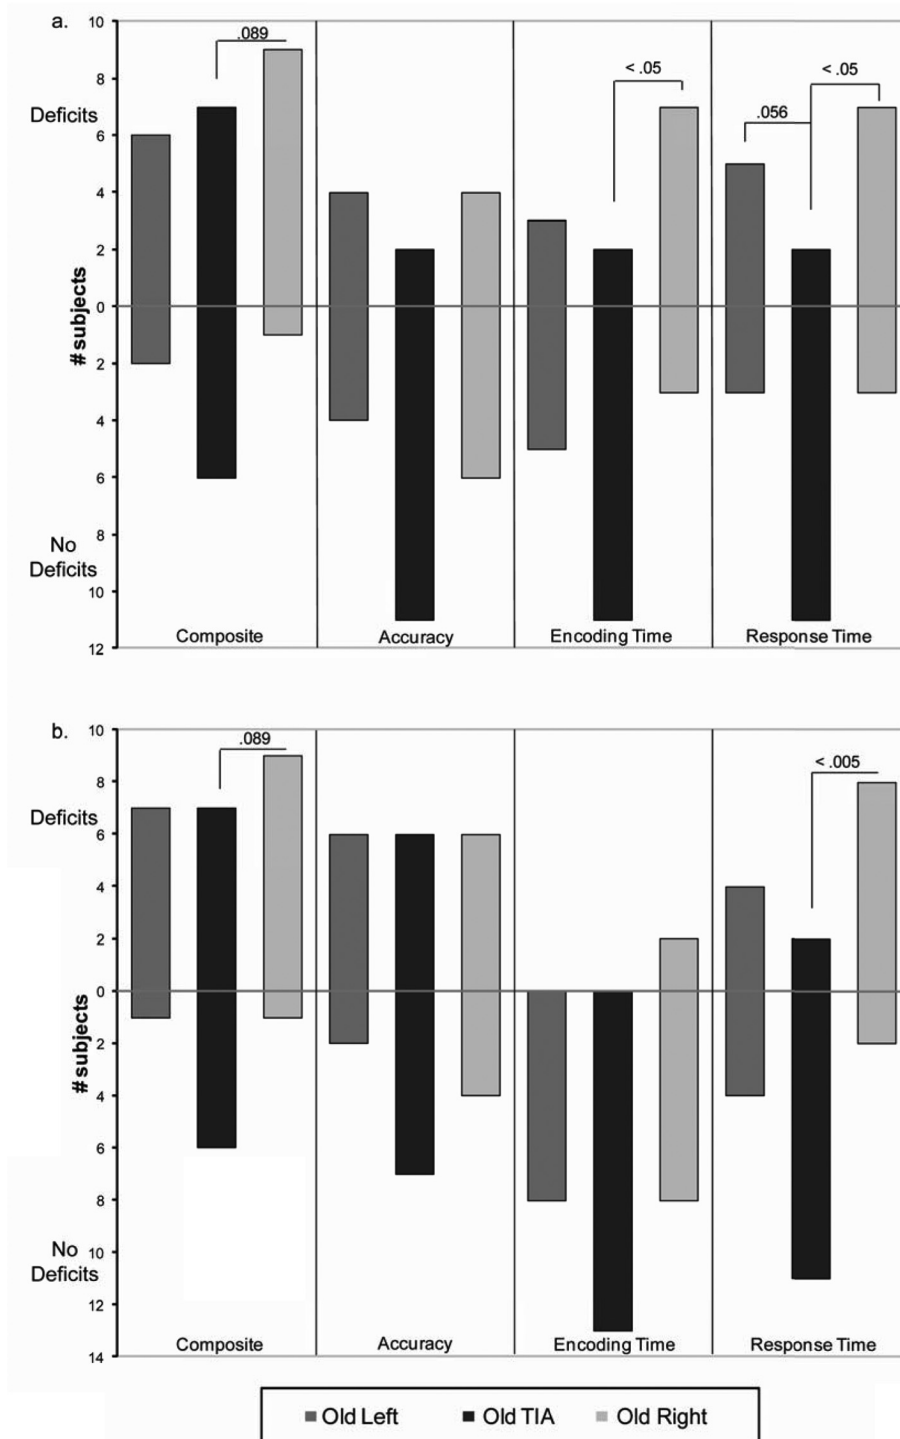 a.
10
.089
8
< .05
< .05
Deficits
.056
6
4
2
0
# subjects
2
4
6
8
No
Deficits
10
Composite
Accuracy
Encoding Time
Response Time
12
b.
10
.089
< .005
8
Deficits
6
4
2
0
# subjects
2
4
6
8
No
10
Deficits
12
Composite
Accuracy
Encoding Time
Response Time
14
Old Left
Old TIA
Old Right